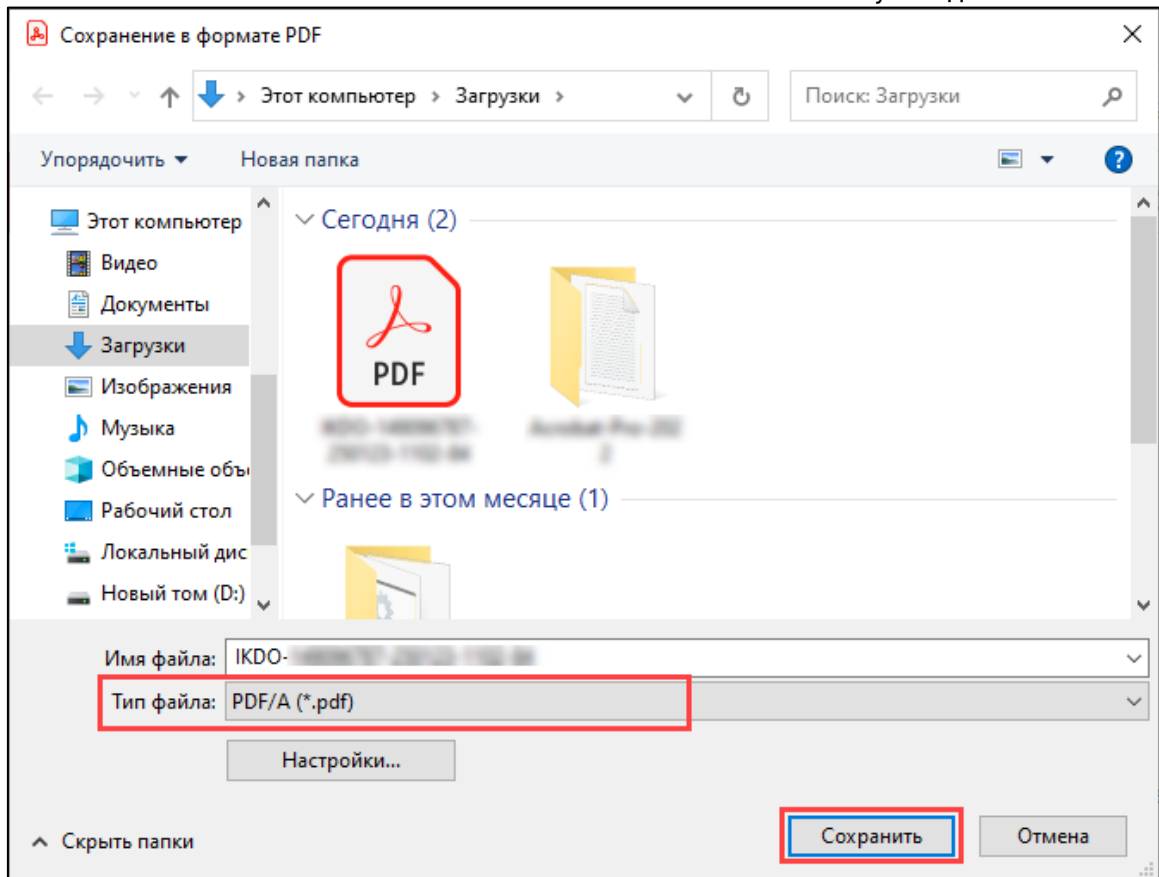 Сохранение в формате PDF
Этот компьютер > Загрузки >
Поиск: Загрузки
Упорядочить
Новая папка
Этот компьютер
Видео
Документы
Загрузки
Изображения
Музыка
Объемные объ
Рабочий стол
Локальный дис
Новый том (D:)
Сегодня (2)
PDF
Ранее в этом месяце (1)
Имя файла: IKDO-
Тип файла: PDF/A (*.pdf)
Настройки...
Скрыть папки
Сохранить
Отмена